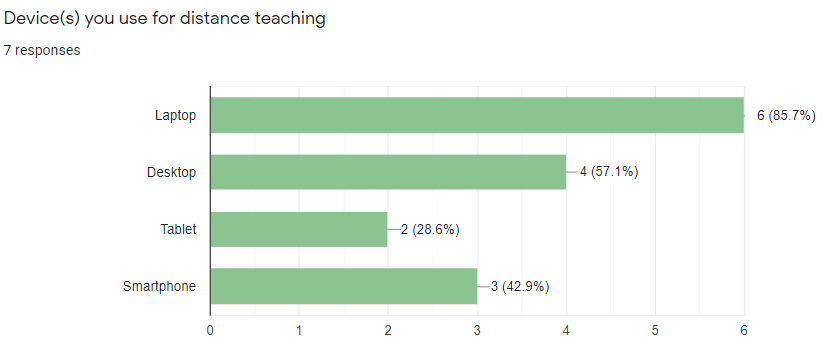 Device(s) you use for distance teaching
7 responses
Laptop 6 (85.7%)
Desktop 4 (57.1%)
Tablet 2 (28.6%)
Smartphone 3 (42.9%)
0 1 2 3 4 5 6